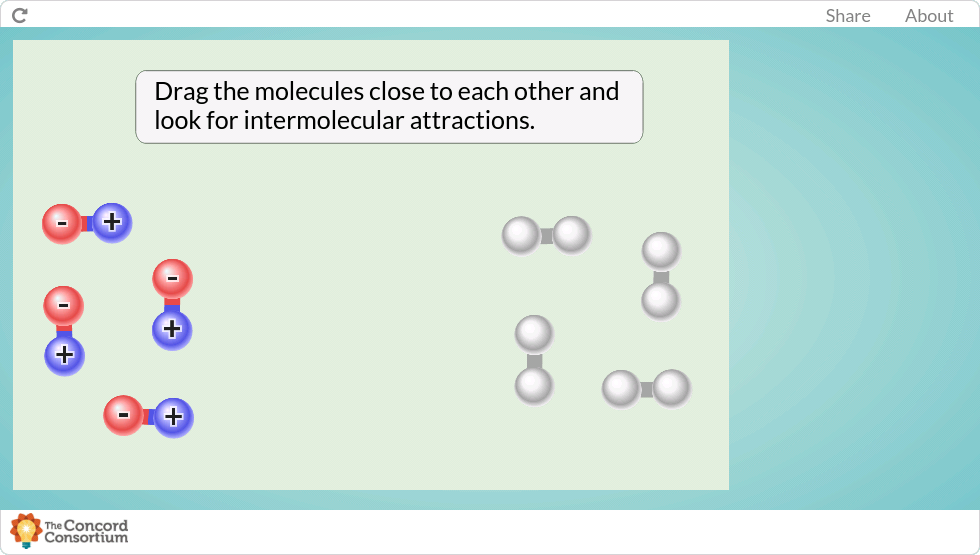 Share About
Drag the molecules close to each other and
look for intermolecular attractions.
- +
-
-
+
+
- +
The Concord
Consortium